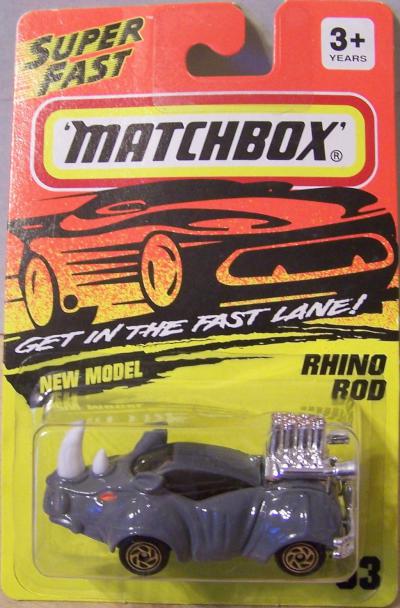 SUPER
FAST
3+
YEARS
'MATCHBOX'®
GET IN THE FAST LANE!
NEW MODEL
RHINO
ROD